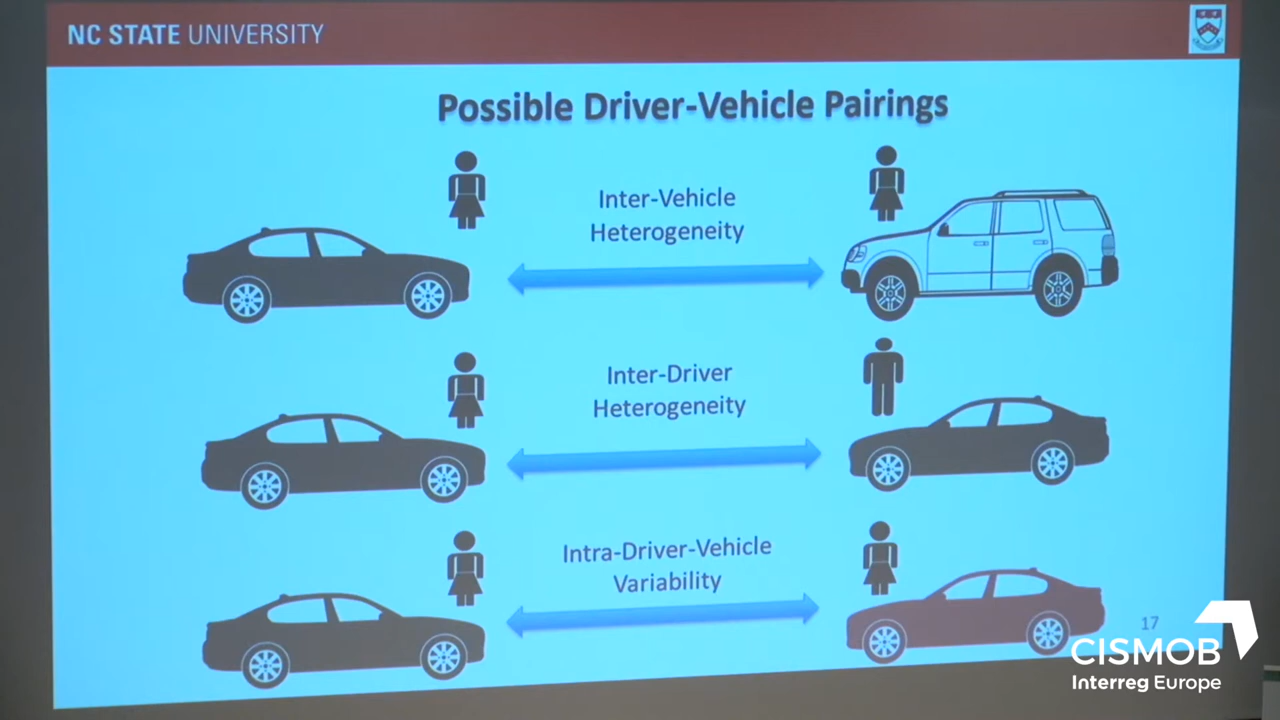 NC STATE UNIVERSITY
Possible Driver-Vehicle Pairings
Inter-Vehicle
Heterogeneity
Inter-Driver
Heterogeneity
Intra-Driver-Vehicle
Variability
17
CISMOB
Interreg Europe